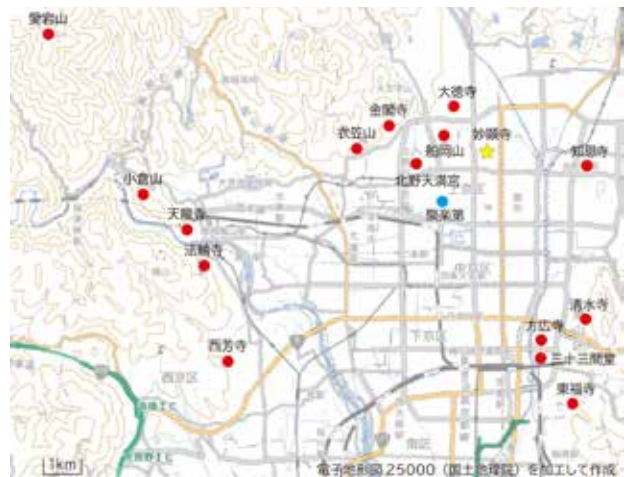 愛宕山
大徳寺
金閣寺
衣笠山
船岡山
妙顕寺
北野天満宮
知恩寺
小倉山
聚楽第
天龍寺
法輪寺
清水寺
方広寺
三十三間堂
西芳寺
下京区
西京区
東福寺
南区
1km
電子地形図25000(国土地理院)を加工して作成